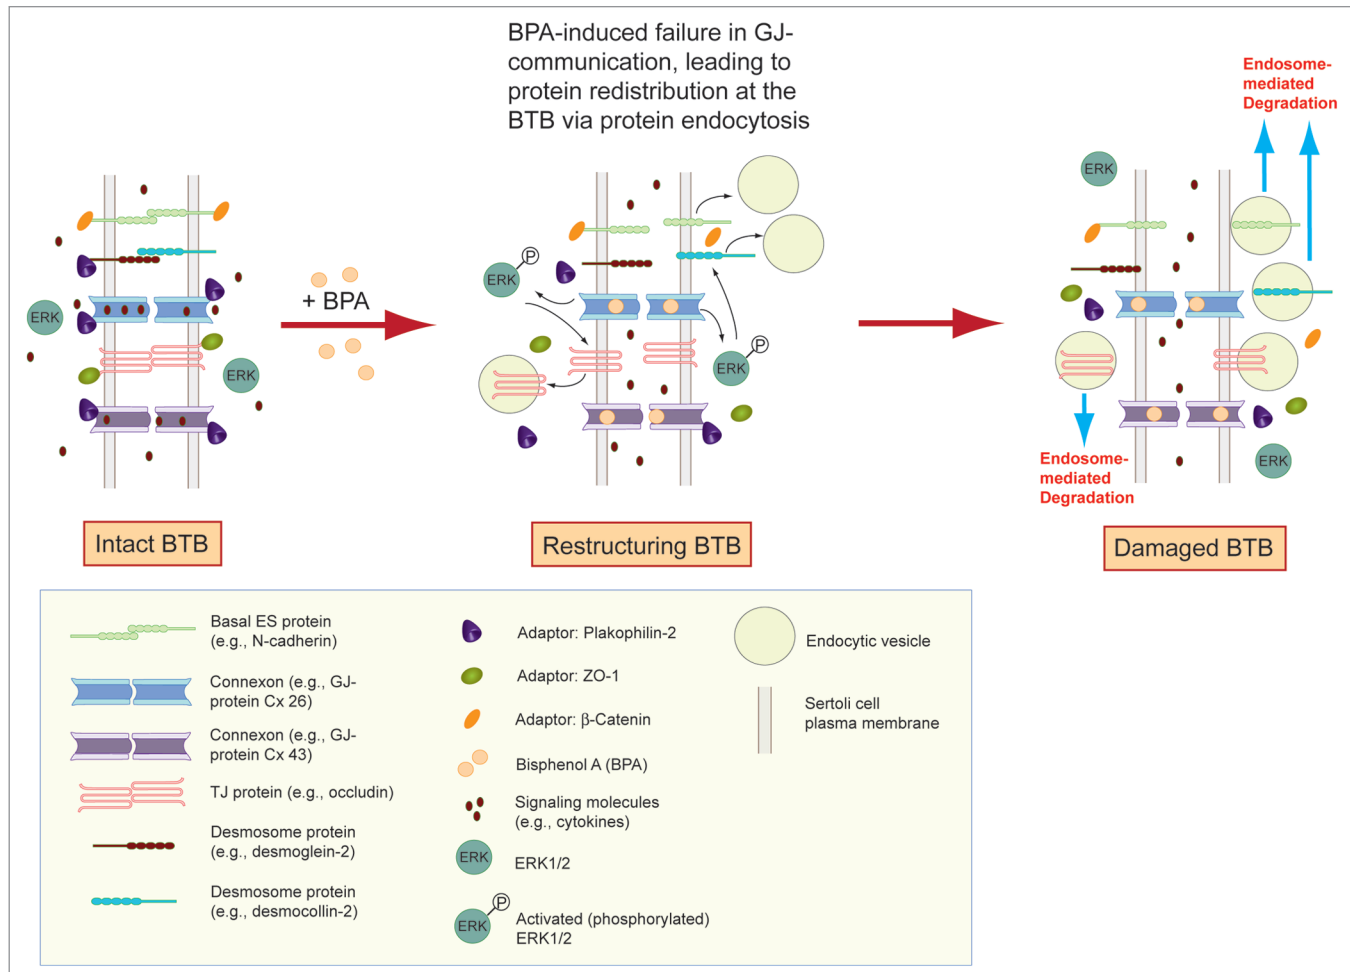 BPA-induced failure in GJ-
communication, leading to
protein redistribution at the
BTB via protein endocytosis
Endosome-
mediated
Degradation
ERK
ERK
+ BPA
ERK
P
ERK
P
ERK
ERK
Endosome-
mediated
Degradation
Intact BTB
Restructuring BTB
Damaged BTB
Basal ES protein
(e.g., N-cadherin)
Connexon (e.g., GJ-
protein Cx 26)
Connexon (e.g., GJ-
protein Cx 43)
TJ protein (e.g., occludin)
Desmosome protein
(e.g., desmoglein-2)
Desmosome protein
(e.g., desmocollin-2)
Adaptor: Plakophilin-2
Adaptor: ZO-1
Adaptor: β-Catenin
Bisphenol A (BPA)
Signaling molecules
(e.g., cytokines)
ERK
ERK1/2
P
ERK
Activated (phosphorylated)
ERK1/2
Endocytic vesicle
Sertoli cell
plasma membrane